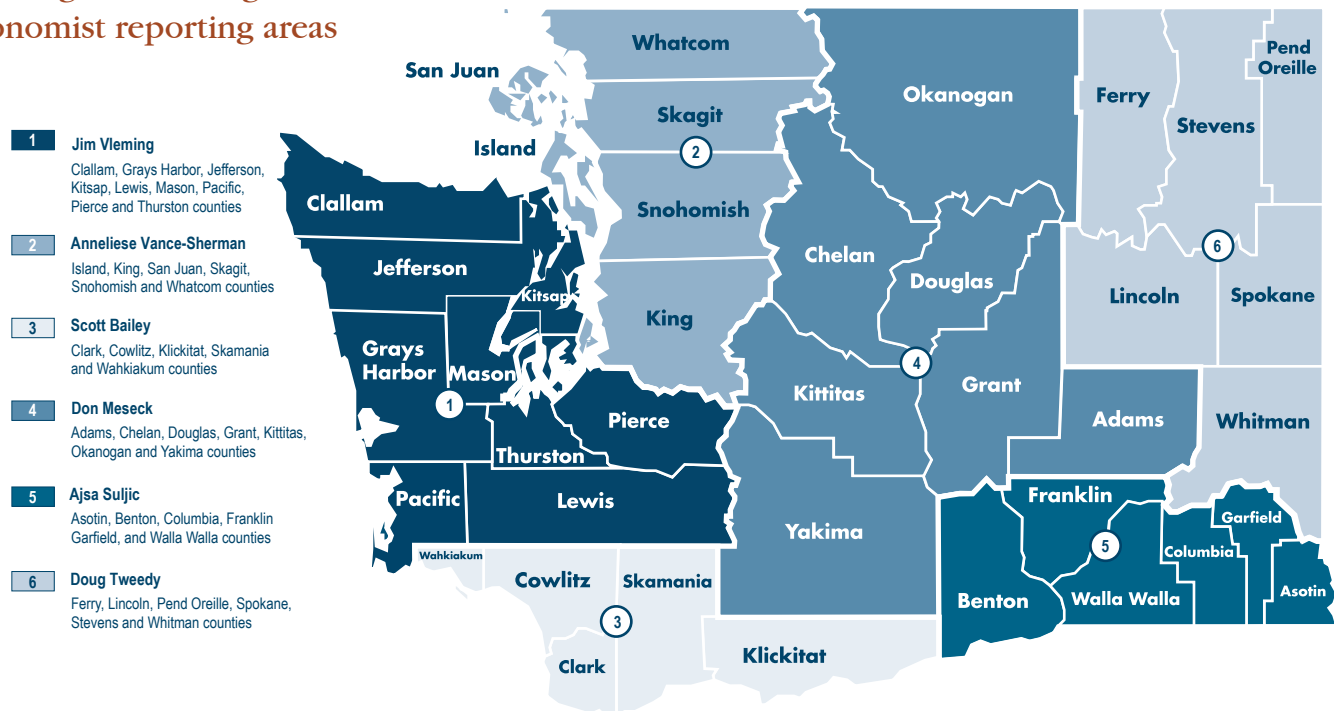 onomist reporting areas
1
Jim Vleming
Clallam, Grays Harbor, Jefferson,
Kitsap, Lewis, Mason, Pacific,
Pierce and Thurston counties
2
Anneliese Vance-Sherman
Island, King, San Juan, Skagit,
Snohomish and Whatcom counties
3
Scott Bailey
Clark, Cowlitz, Klickitat, Skamania
and Wahkiakum counties
4
Don Meseck
Adams, Chelan, Douglas, Grant, Kittitas,
Okanogan and Yakima counties
5
Ajsa Suljic
Asotin, Benton, Columbia, Franklin
Garfield, and Walla Walla counties
6
Doug Tweedy
Ferry, Lincoln, Pend Oreille, Spokane,
Stevens and Whitman counties
Whatcom
San Juan
Skagit
Island
2
Snohomish
King
Clallam
Jefferson
Kitsap
Grays
Harbor
Mason
1
Pierce
Thurston
Pacific
Lewis
Wahkiakum
Cowlitz
Skamania
3
Clark
Klickitat
Okanogan
Chelan
Douglas
4
Kittitas
Grant
Adams
Yakima
Ferry
Stevens
Pend
Oreille
6
Lincoln
Spokane
Whitman
Franklin
5
Benton
Walla Walla
Columbia
Garfield
Asotin